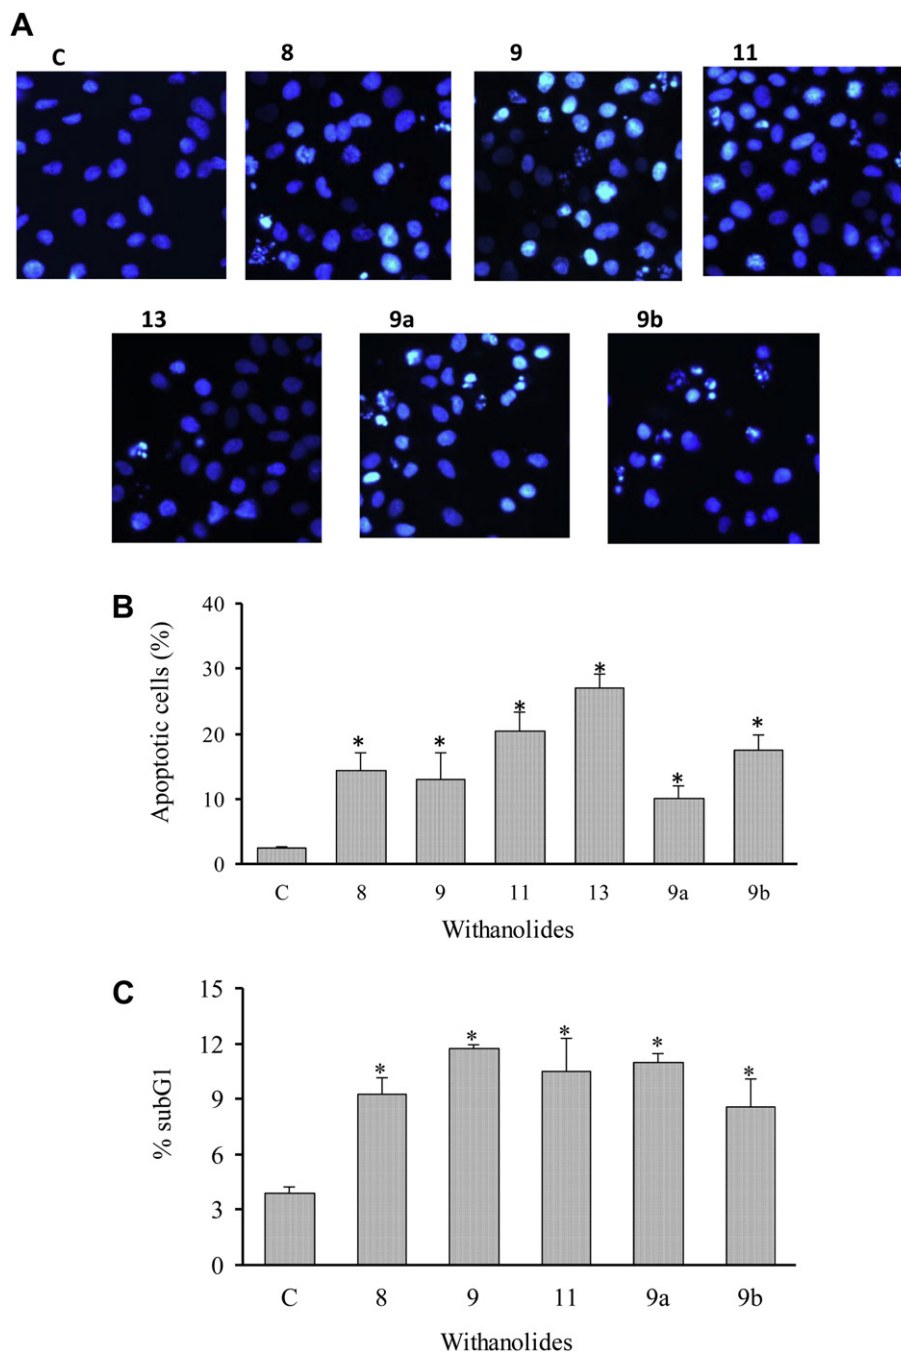 A
C 8 9 11
13 9a 9b
B
Apoptotic cells (%)
40
30
20
10
0
* * * * * *
C 8 9 11 13 9a 9b
Withanolides
C
% subG1
15
12
9
6
3
0
* * * * *
C 8 9 11 9a 9b
Withanolides